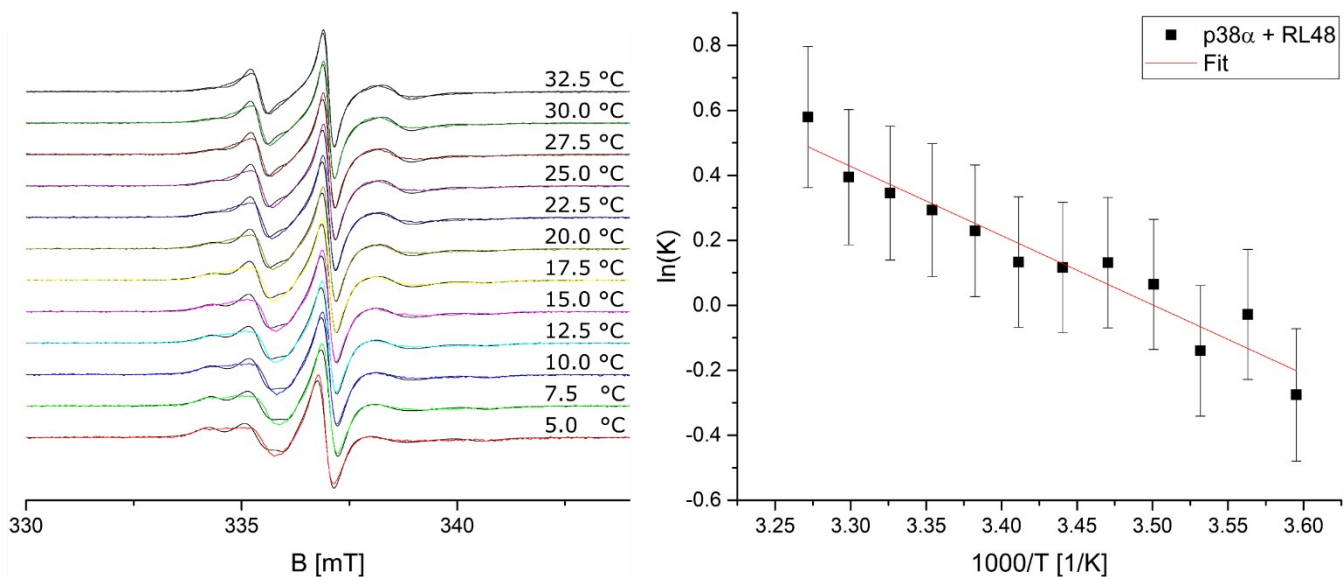 32.5 °C
30.0 °C
27.5 °C
25.0 °C
22.5 °C
20.0 °C
17.5 °C
15.0 °C
12.5 °C
10.0 °C
7.5 °C
5.0 °C
330 335 340
B [mT]
p38α + RL48
Fit
ln(K)
0.8
0.6
0.4
0.2
0.0
-0.2
-0.4
-0.6
3.25 3.30 3.35 3.40 3.45 3.50 3.55 3.60
1000/T [1/K]